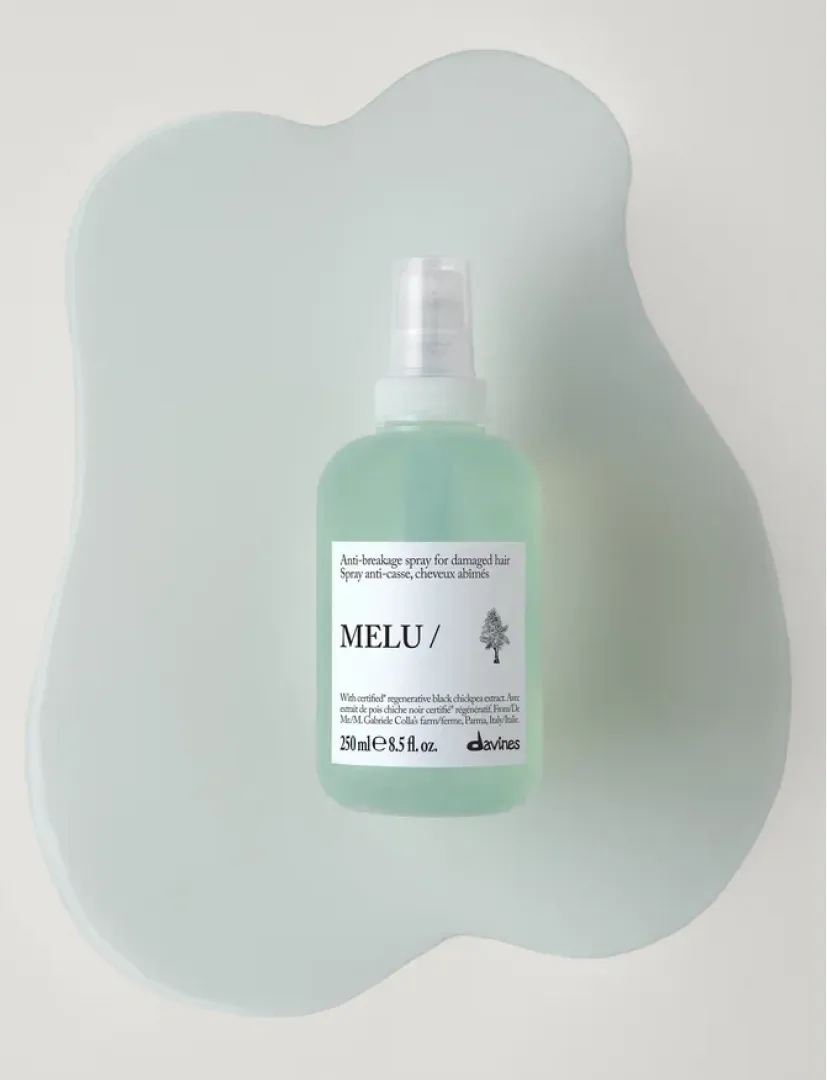 Anti-breakage spray for damaged hair
Spray anti-casse, cheveux abîmés
MELU /
With certified* regenerative black chickpea extract. Avec
extrait de pois chiche noir certifié* régénératif. From/De
Mr./M. Gabriele Colla's farm/ferme, Parma, Italy/Italie.
250 ml ℮ 8.5 fl. oz.
davines